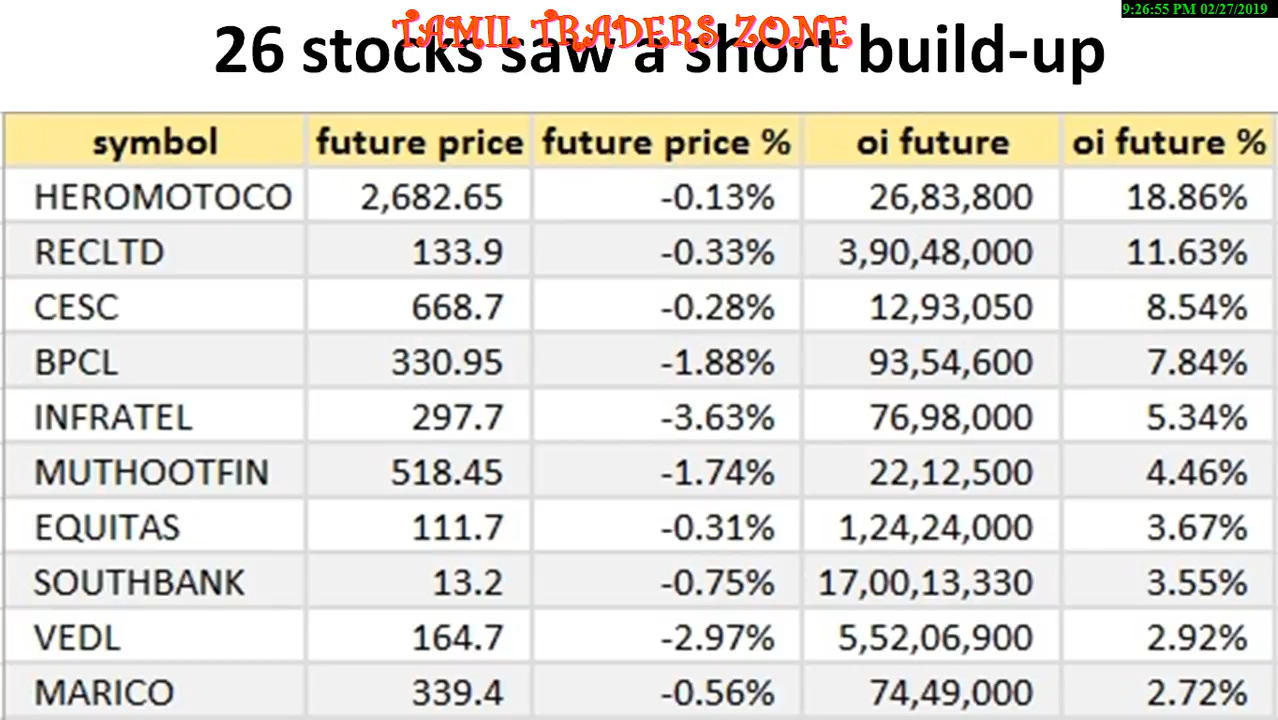 9:26:55 PM 02/27/2019
TAMIL TRADERS ZONE
26 stocks saw a short build-up
symbol future price future price % oi future oi future %
HEROMOTOCO 2,682.65 -0.13% 26,83,800 18.86%
RECLTD 133.9 -0.33% 3,90,48,000 11.63%
CESC 668.7 -0.28% 12,93,050 8.54%
BPCL 330.95 -1.88% 93,54,600 7.84%
INFRATEL 297.7 -3.63% 76,98,000 5.34%
MUTHOOTFIN 518.45 -1.74% 22,12,500 4.46%
EQUITAS 111.7 -0.31% 1,24,24,000 3.67%
SOUTHBANK 13.2 -0.75% 17,00,13,330 3.55%
VEDL 164.7 -2.97% 5,52,06,900 2.92%
MARICO 339.4 -0.56% 74,49,000 2.72%